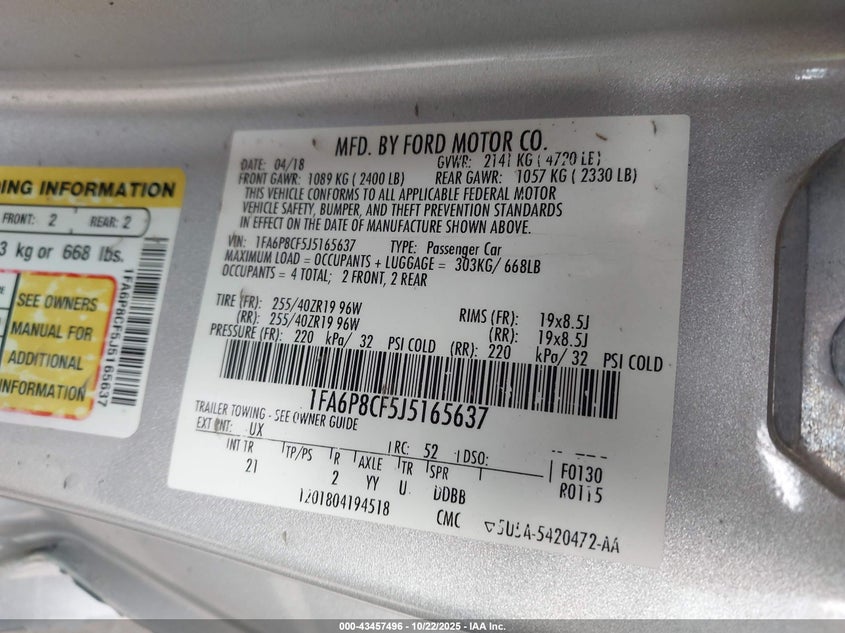 DING INFORMATION
FRONT: 2 REAR: 2
3 kg or 668 lbs.
SEE OWNERS
MANUAL FOR
ADDITIONAL
INFORMATION
1FA6P8CF5J5165637
MFD. BY FORD MOTOR CO.
DATE: 04/18 GVWR: 2141 KG ( 4720 LB)
FRONT GAWR: 1089 KG ( 2400 LB) REAR GAWR: 1057 KG ( 2330 LB)
THIS VEHICLE CONFORMS TO ALL APPLICABLE FEDERAL MOTOR
VEHICLE SAFETY, BUMPER, AND THEFT PREVENTION STANDARDS
IN EFFECT ON THE DATE OF MANUFACTURE SHOWN ABOVE.
VIN: 1FA6P8CF5J5165637 TYPE: Passenger Car
MAXIMUM LOAD = OCCUPANTS + LUGGAGE = 303KG/ 668LB
OCCUPANTS = 4 TOTAL; 2 FRONT, 2 REAR
TIRE (FR): 255/40ZR19 96W RIMS (FR): 19x8.5J
(RR): 255/40ZR19 96W (RR): 19x8.5J
PRESSURE (FR): 220 kPa/ 32 PSI COLD (RR): 220 kPa/ 32 PSI COLD
1FA6P8CF5J5165637
TRAILER TOWING - SEE OWNER GUIDE
EXT PNT: UX RC: 52 DSO: F0130
INT TR TP/PS R AXLE TR SPR R0115
21 2 YY U DDBB
1201804194518 CMC ▽5U5A-5420472-AA
000-43457496 - 10/22/2025 - IAA Inc.